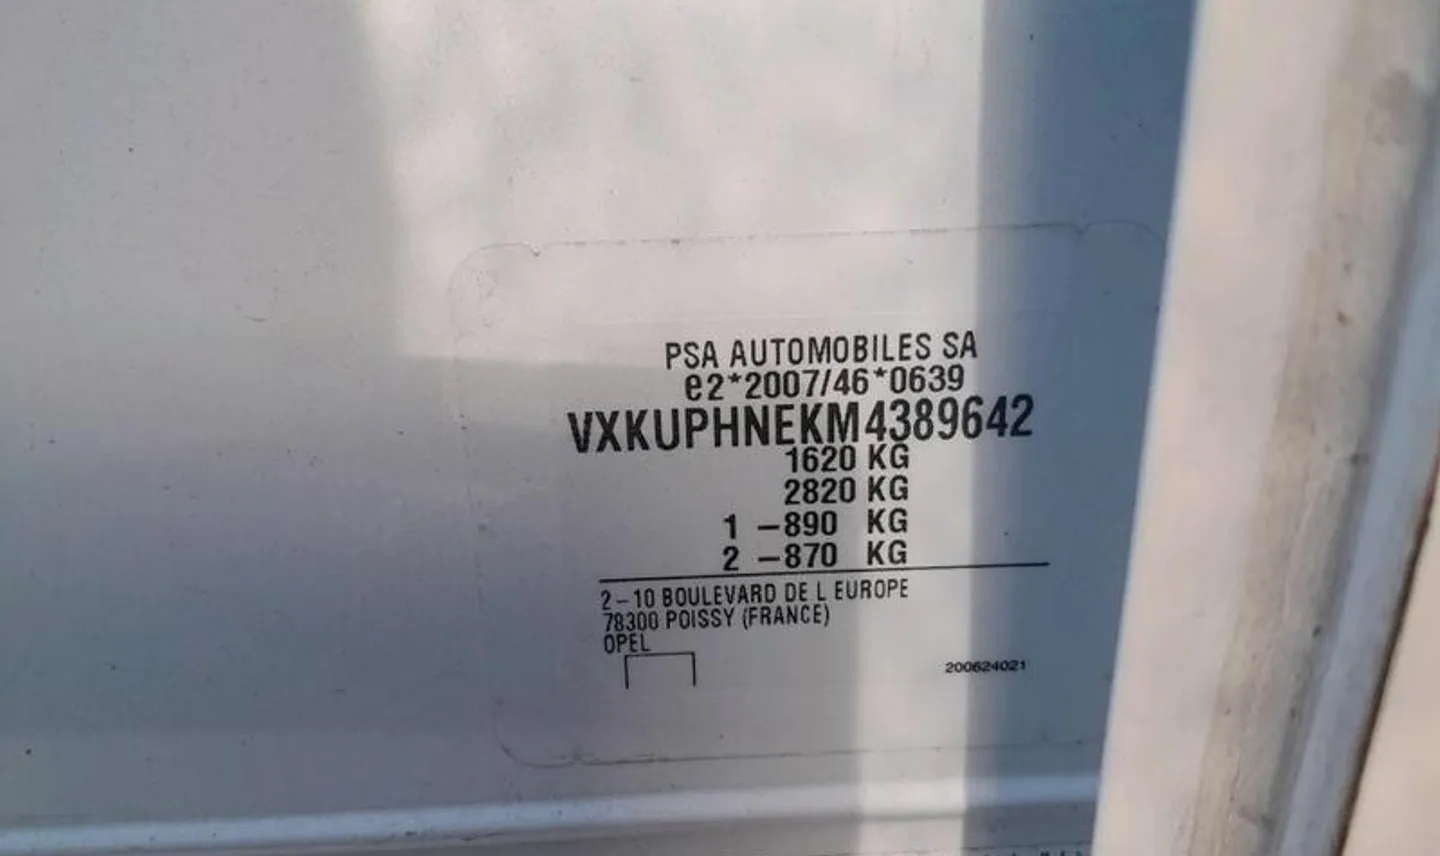 PSA AUTOMOBILES SA
e2*2007/46*0639
VXKUPHNEKM4389642
1620 KG
2820 KG
1 -890 KG
2 -870 KG
2-10 BOULEVARD DE L EUROPE
78300 POISSY (FRANCE)
OPEL
200624021